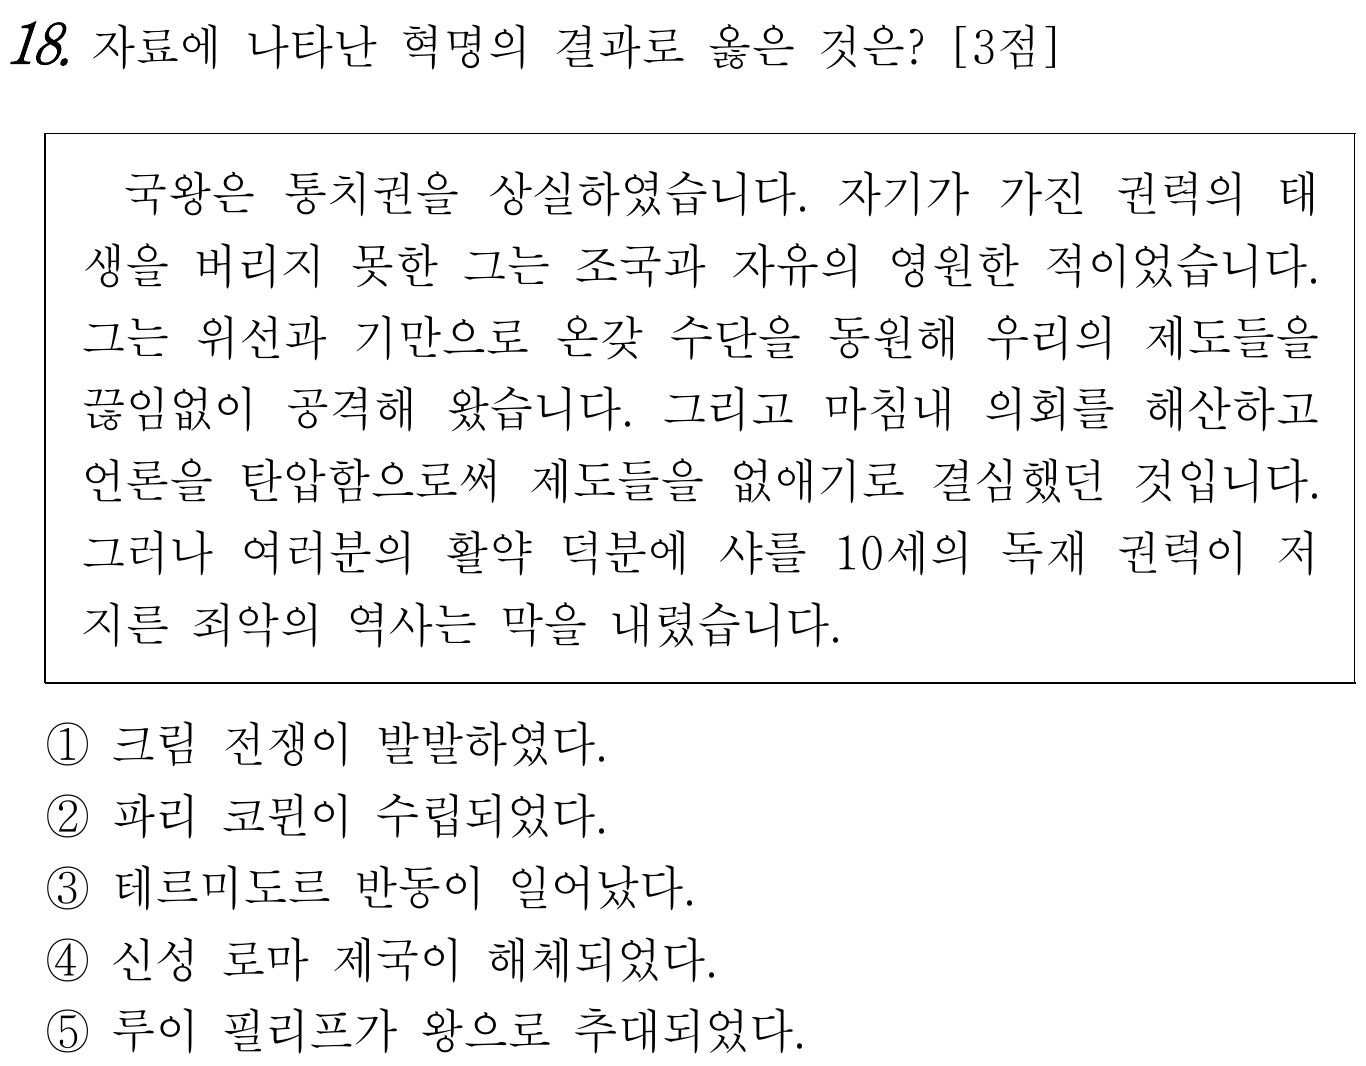 18. 자료에 나타난 혁명의 결과로 옳은 것은? [3점]
국왕은 통치권을 상실하였습니다. 자기가 가진 권력의 태
생을 버리지 못한 그는 조국과 자유의 영원한 적이었습니다.
그는 위선과 기만으로 온갖 수단을 동원해 우리의 제도들을
끊임없이 공격해 왔습니다. 그리고 마침내 의회를 해산하고
언론을 탄압함으로써 제도들을 없애기로 결심했던 것입니다.
그러나 여러분의 활약 덕분에 샤를 10세의 독재 권력이 저
지른 죄악의 역사는 막을 내렸습니다.
① 크림 전쟁이 발발하였다.
② 파리 코뮌이 수립되었다.
③ 테르미도르 반동이 일어났다.
④ 신성 로마 제국이 해체되었다.
⑤ 루이 필리프가 왕으로 추대되었다.